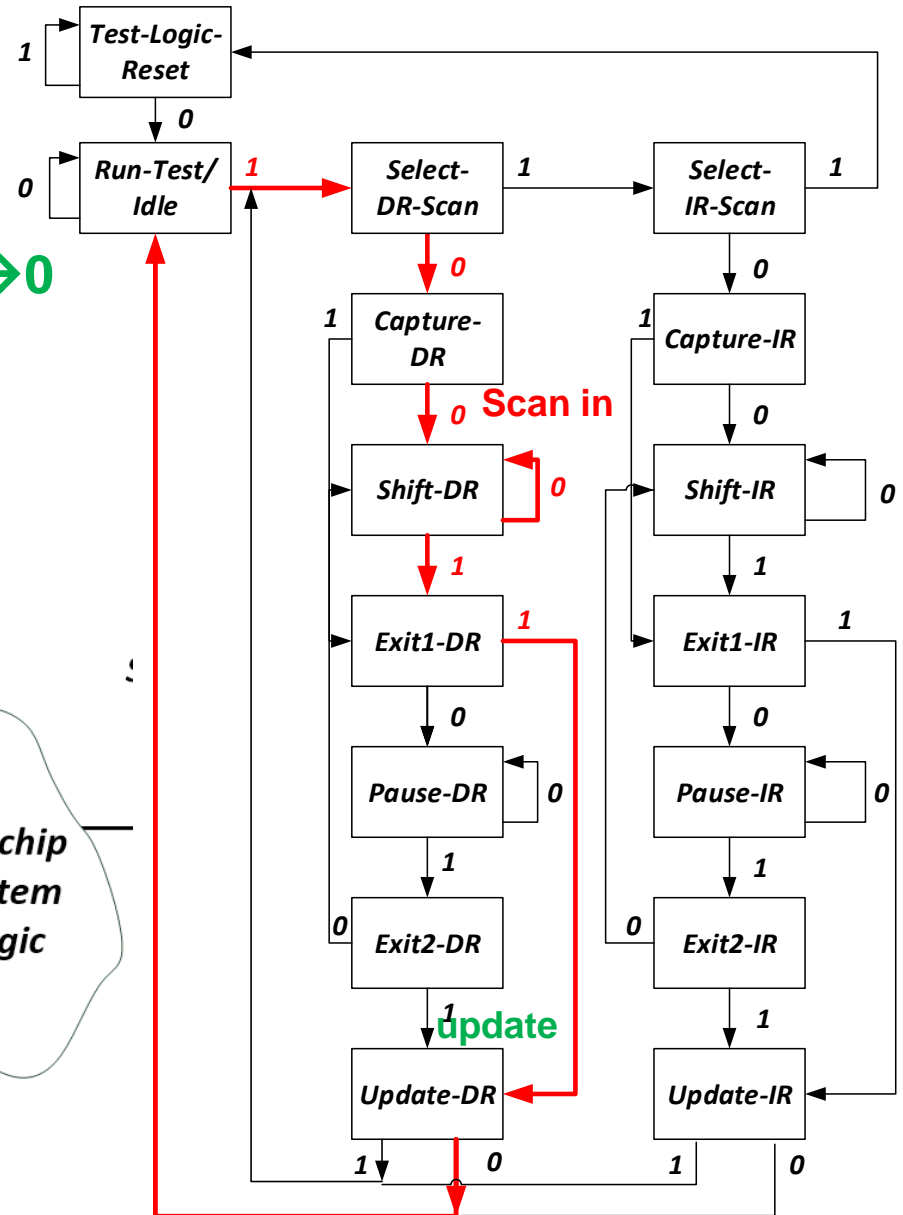 Test-Logic-
Reset
1
0
Run-Test/
Idle
0
1
Select-
DR-Scan
1
Select-
IR-Scan
1
→0
0
0
1
Capture-
DR
1
Capture-IR
0
Scan in
0
Shift-DR
0
Shift-IR
0
1
1
Exit1-DR
1
Exit1-IR
1
0
0
Pause-DR
0
Pause-IR
0
chip
tem
gic
1
1
0
Exit2-DR
0
Exit2-IR
1
1
update
Update-DR
Update-IR
1
0
1
0